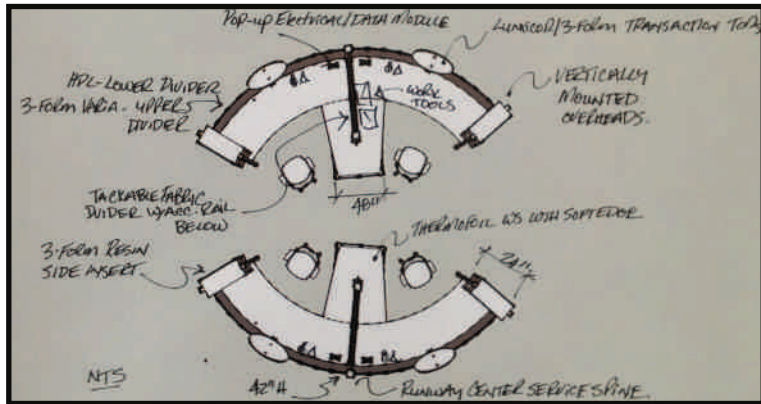 POP-UP ELECTRICAL/DATA MODULE
LUMICOR/3-FORM TRANSACTION TOPS
HPL-LOWER DIVIDER
3-FORM VARIA - UPPERS
DIVIDER
WORK
TOOLS
VERTICALLY
MOUNTED
OVERHEADS.
TACKABLE FABRIC
DIVIDER W/ACC. RAIL
BELOW
48"
3-FORM RESIN
SIDE INSERT
THERMOFOIL WS WITH SOFTEDGE
24"
NTS
42"H
RUNWAY CENTER SERVICE SPINE.